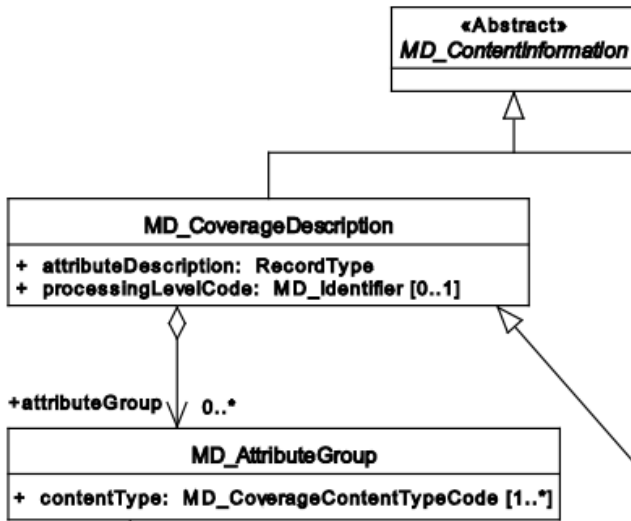 «Abstract»
MD_ContentInformation
MD_CoverageDescription
+ attributeDescription: RecordType
+ processingLevelCode: MD_Identifier [0..1]
+attributeGroup 0..*
MD_AttributeGroup
+ contentType: MD_CoverageContentTypeCode [1..*]